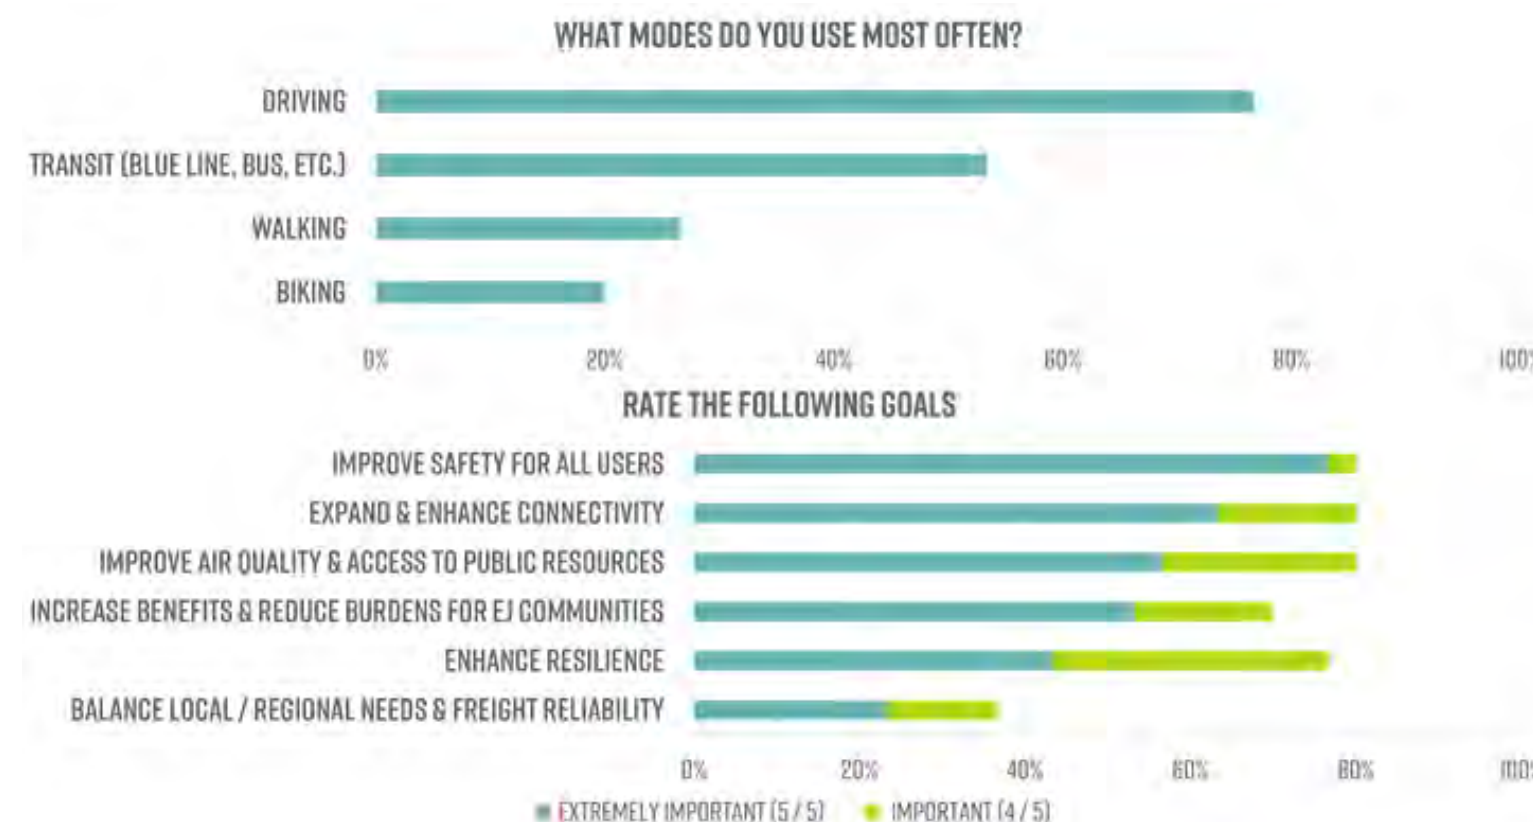 WHAT MODES DO YOU USE MOST OFTEN?
DRIVING
TRANSIT (BLUE LINE, BUS, ETC.)
WALKING
BIKING
0% 20% 40% 60% 80% 100%
RATE THE FOLLOWING GOALS
IMPROVE SAFETY FOR ALL USERS
EXPAND & ENHANCE CONNECTIVITY
IMPROVE AIR QUALITY & ACCESS TO PUBLIC RESOURCES
INCREASE BENEFITS & REDUCE BURDENS FOR EJ COMMUNITIES
ENHANCE RESILIENCE
BALANCE LOCAL / REGIONAL NEEDS & FREIGHT RELIABILITY
0% 20% 40% 60% 80% 100%
EXTREMELY IMPORTANT (5 / 5) IMPORTANT (4 / 5)